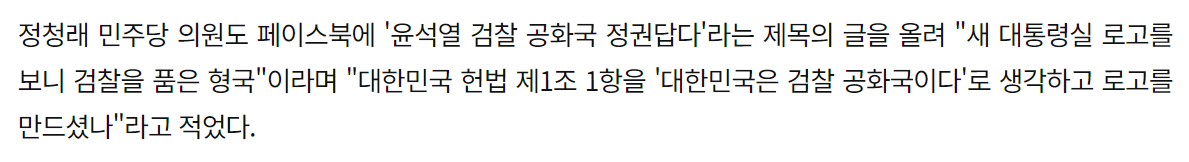 정청래 민주당 의원도 페이스북에 '윤석열 검찰 공화국 정권답다'라는 제목의 글을 올려 "새 대통령실 로고를
보니 검찰을 품은 형국"이라며 "대한민국 헌법 제1조 1항을 '대한민국은 검찰 공화국이다'로 생각하고 로고를
만드셨나"라고 적었다.